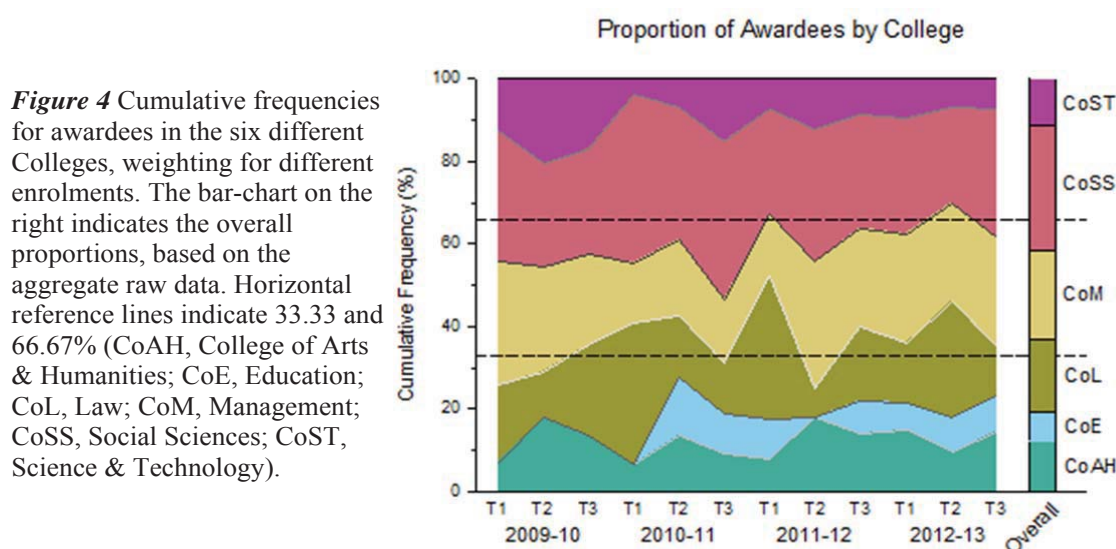 Figure 4 Cumulative frequencies
for awardees in the six different
Colleges, weighting for different
enrolments. The bar-chart on the
right indicates the overall
proportions, based on the
aggregate raw data. Horizontal
reference lines indicate 33.33 and
66.67% (CoAH, College of Arts
& Humanities; CoE, Education;
CoL, Law; CoM, Management;
CoSS, Social Sciences; CoST,
Science & Technology).
Proportion of Awardees by College
Cumulative Frequency (%)
100
80
60
40
20
0
T1 T2 T3 T1 T2 T3 T1 T2 T3 T1 T2 T3
2009-10 2010-11 2011-12 2012-13
Overall
CoST
CoSS
CoM
CoL
CoE
CoAH